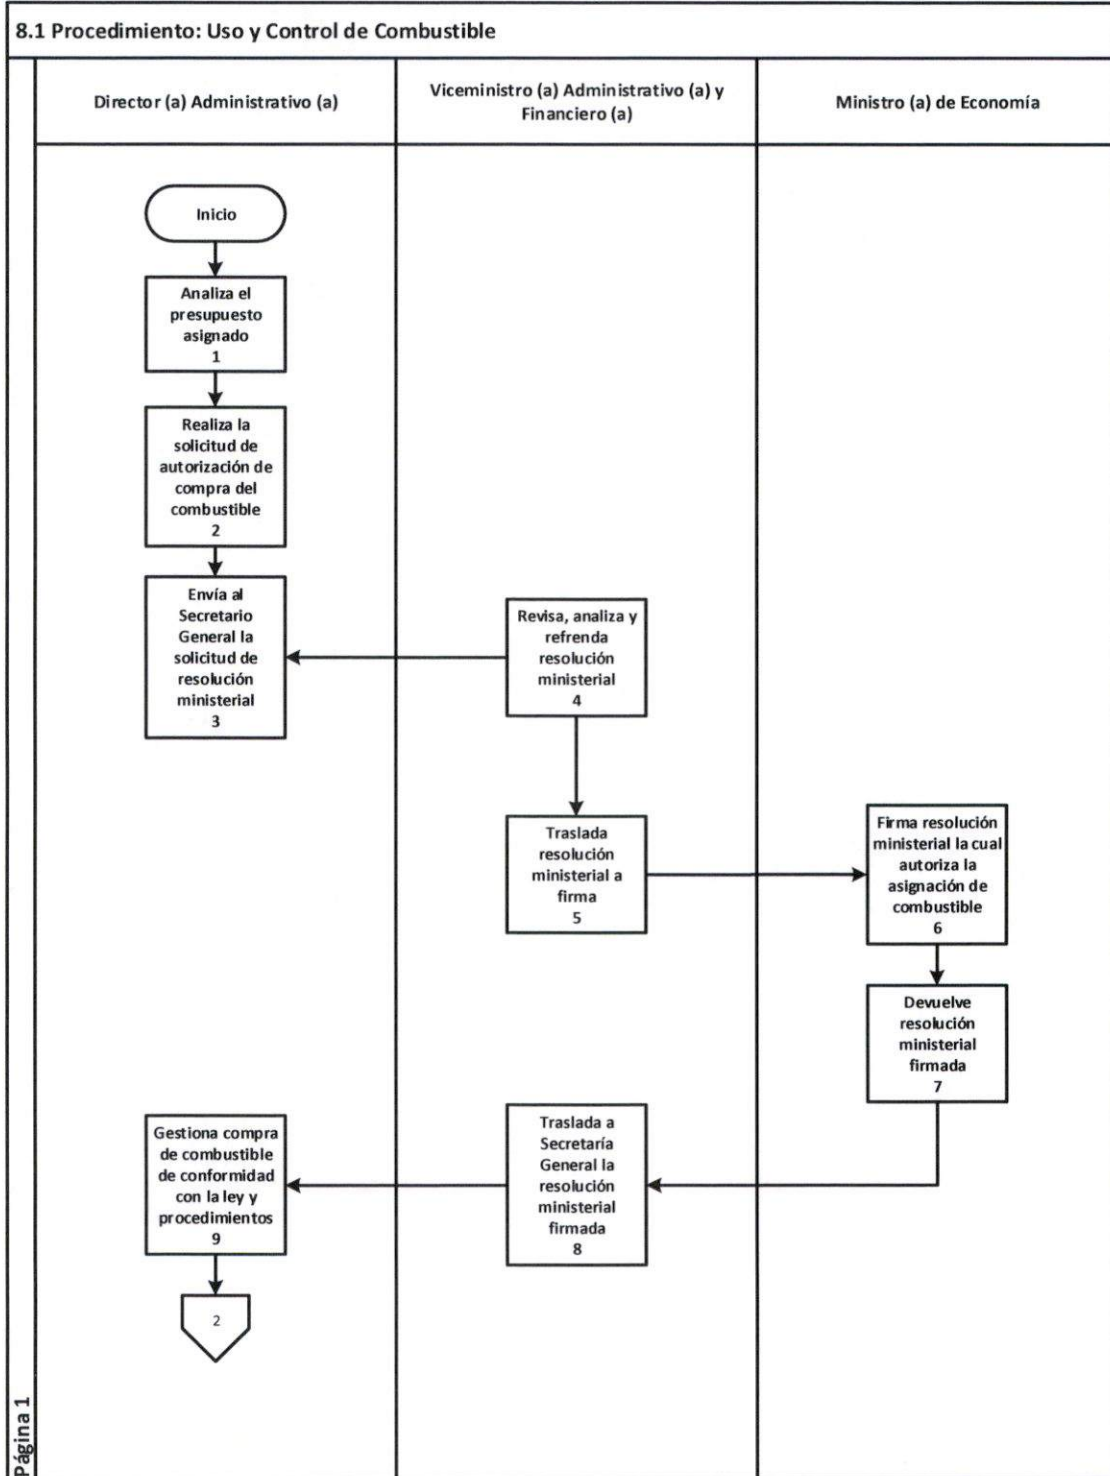 8.1 Procedimiento: Uso y Control de Combustible
Director (a) Administrativo (a)
Viceministro (a) Administrativo (a) y
Financiero (a)
Ministro (a) de Economía
Inicio
Analiza el
presupuesto
asignado
1
Realiza la
solicitud de
autorización de
compra del
combustible
2
Envía al
Secretario
General la
solicitud de
resolución
ministerial
3
Revisa, analiza y
refrenda
resolución
ministerial
4
Traslada
resolución
ministerial a
firma
5
Firma resolución
ministerial la cual
autoriza la
asignación de
combustible
6
Devuelve
resolución
ministerial
firmada
7
Traslada a
Secretaría
General la
resolución
ministerial
firmada
8
Gestiona compra
de combustible
de conformidad
con la ley y
procedimientos
9
2
Página 1